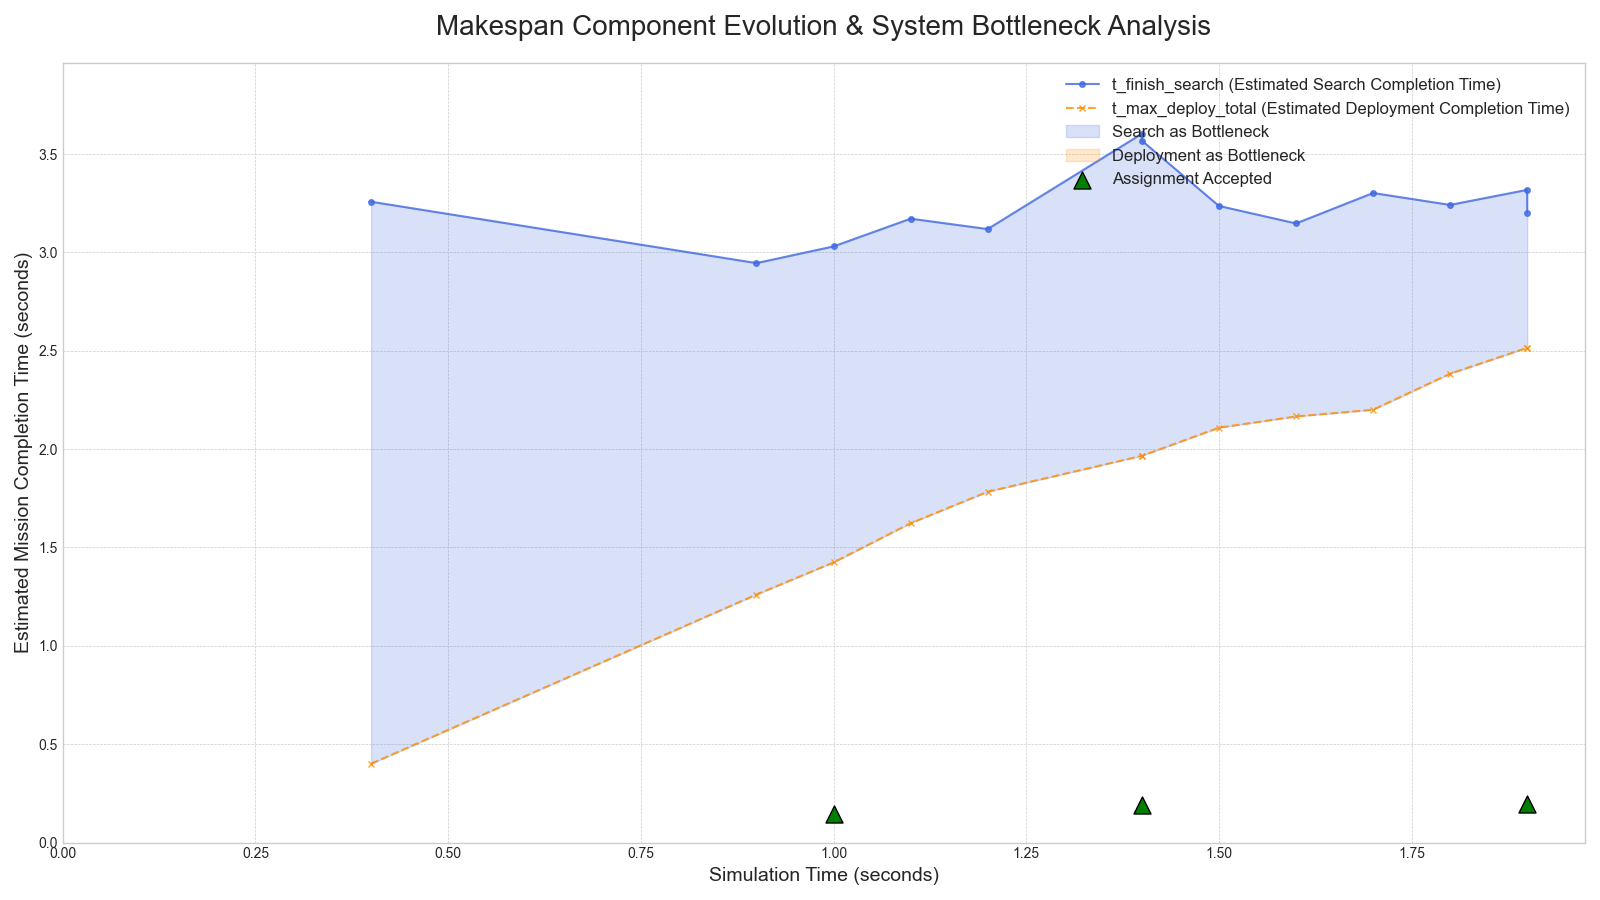 Makespan Component Evolution & System Bottleneck Analysis
t_finish_search (Estimated Search Completion Time)
t_max_deploy_total (Estimated Deployment Completion Time)
Search as Bottleneck
Deployment as Bottleneck
Assignment Accepted
Estimated Mission Completion Time (seconds)
3.5
3.0
2.5
2.0
1.5
1.0
0.5
0.0
0.00 0.25 0.50 0.75 1.00 1.25 1.50 1.75
Simulation Time (seconds)